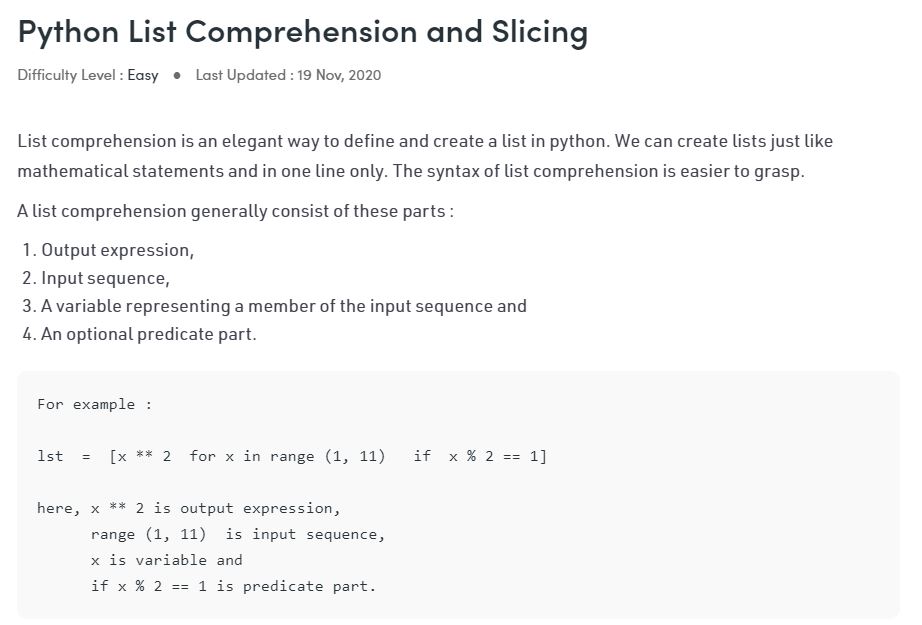 Python List Comprehension and Slicing
Difficulty Level : Easy ● Last Updated : 19 Nov, 2020
List comprehension is an elegant way to define and create a list in python. We can create lists just like
mathematical statements and in one line only. The syntax of list comprehension is easier to grasp.
A list comprehension generally consist of these parts :
1. Output expression,
2. Input sequence,
3. A variable representing a member of the input sequence and
4. An optional predicate part.
For example :
lst  =  [x ** 2  for x in range (1, 11)   if  x % 2 == 1]
here, x ** 2 is output expression,
      range (1, 11)  is input sequence,
      x is variable and
      if x % 2 == 1 is predicate part.